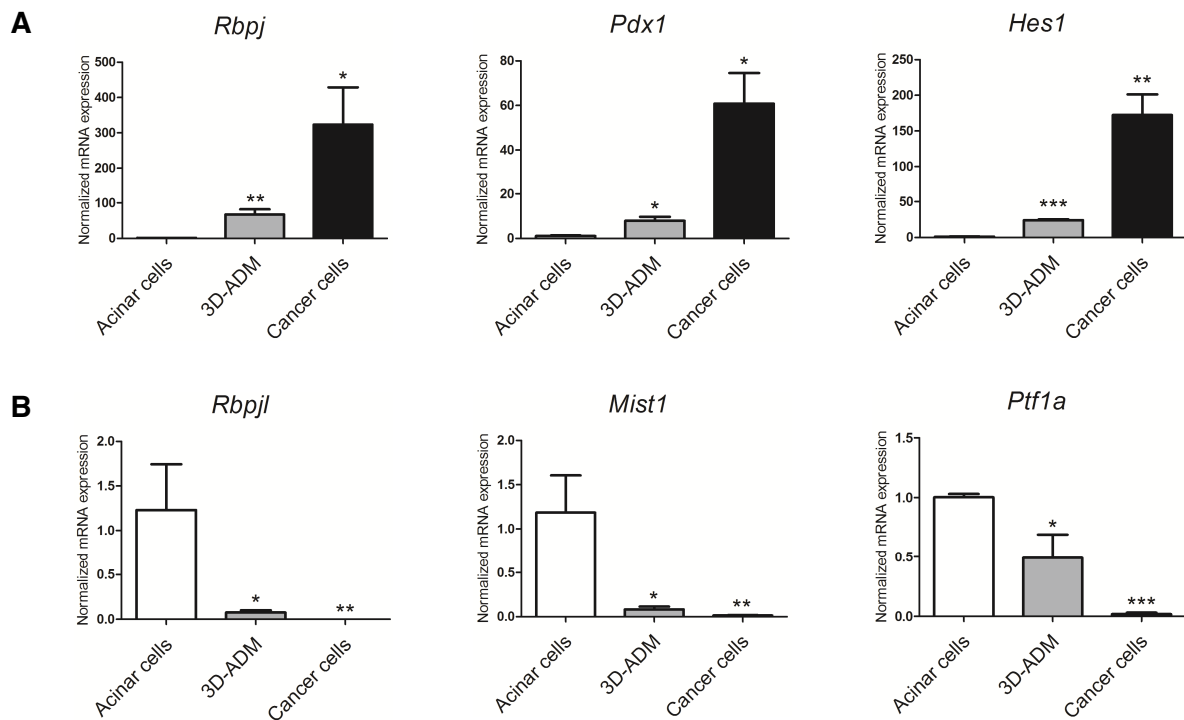 A
Rbpj
Normalized mRNA expression
500
400
300
200
100
0
**
*
Acinar cells
3D-ADM
Cancer cells
Pdx1
Normalized mRNA expression
80
60
40
20
0
*
*
Acinar cells
3D-ADM
Cancer cells
Hes1
Normalized mRNA expression
250
200
150
100
50
0
***
**
Acinar cells
3D-ADM
Cancer cells
B
Rbpjl
Normalized mRNA expression
2.0
1.5
1.0
0.5
0.0
*
**
Acinar cells
3D-ADM
Cancer cells
Mist1
Normalized mRNA expression
2.0
1.5
1.0
0.5
0.0
*
**
Acinar cells
3D-ADM
Cancer cells
Ptf1a
Normalized mRNA expression
1.5
1.0
0.5
0.0
*
***
Acinar cells
3D-ADM
Cancer cells